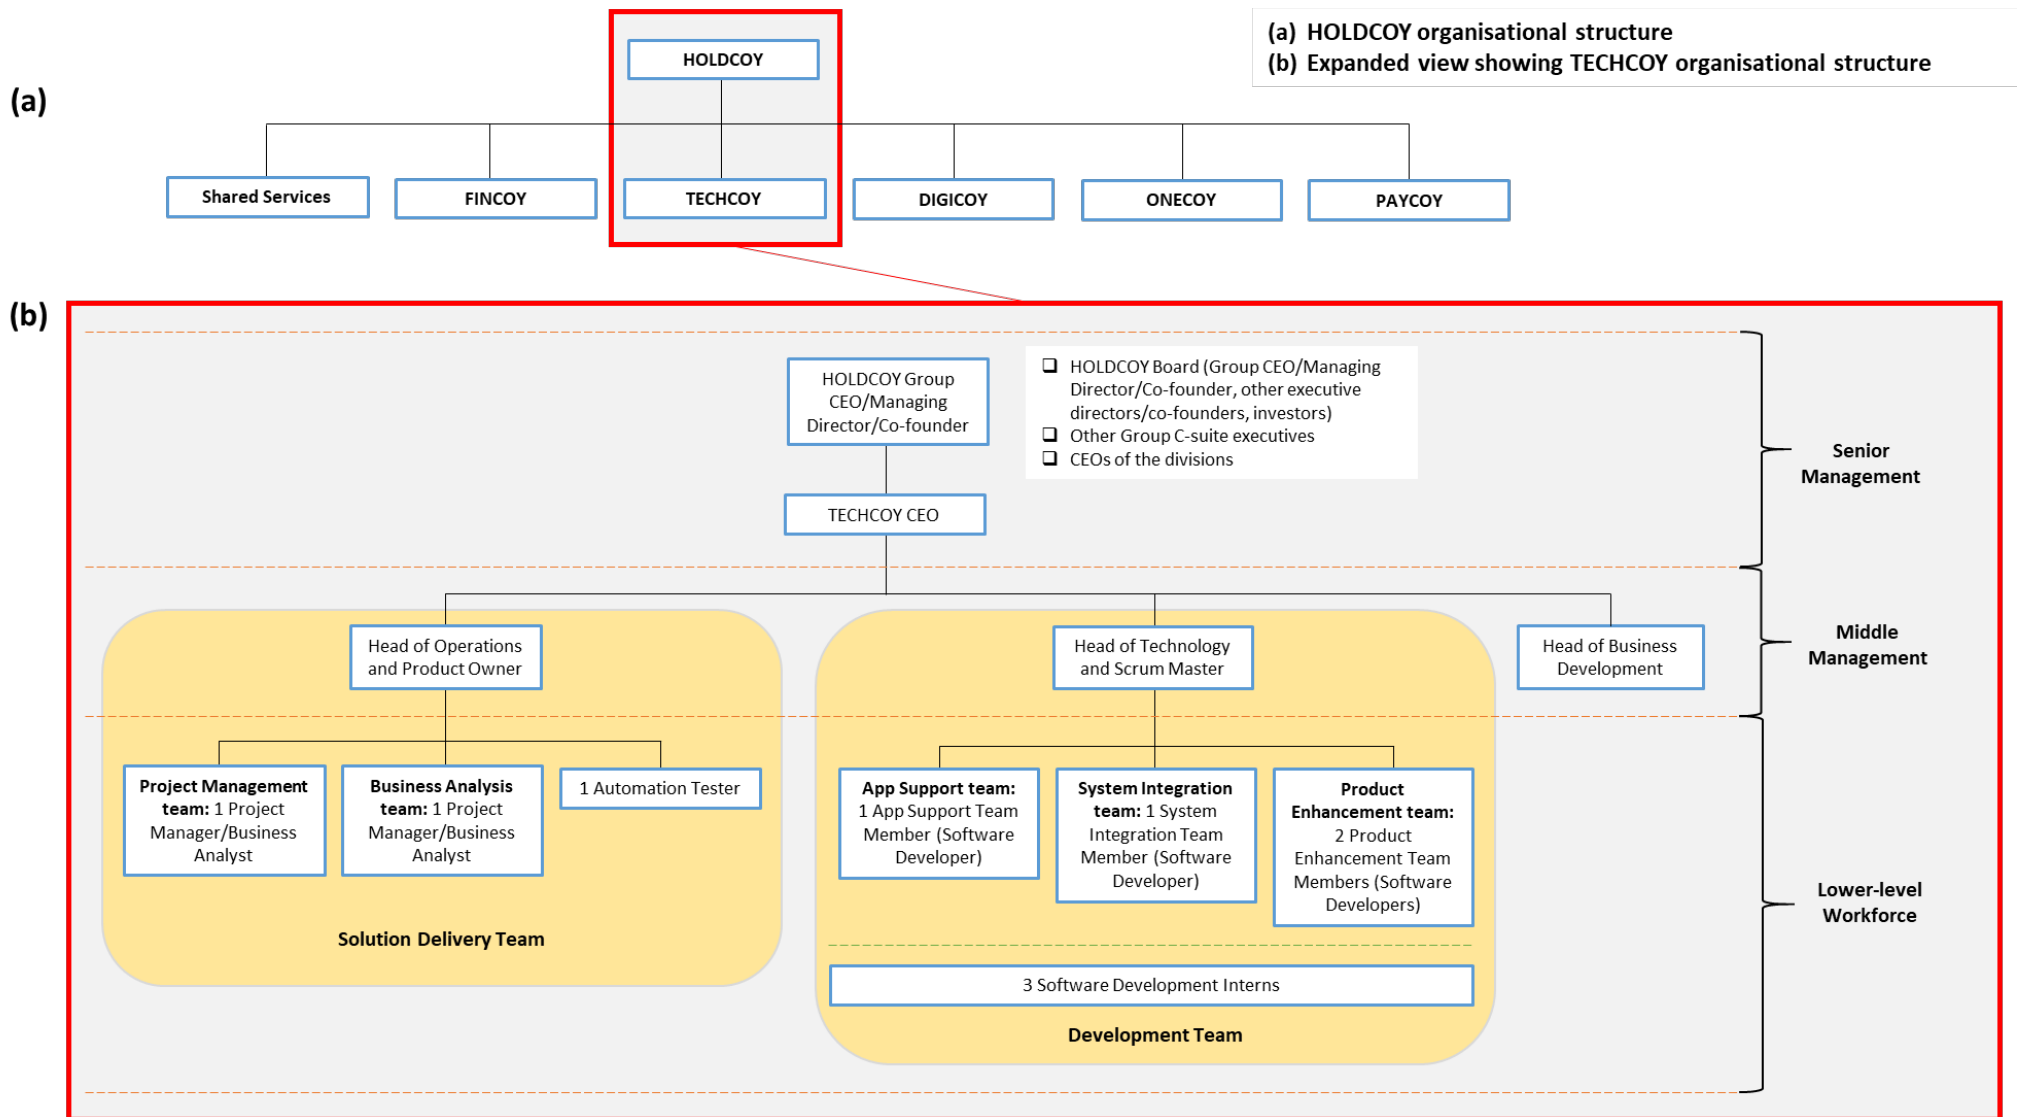 (a) HOLDCOY organisational structure
(b) Expanded view showing TECHCOY organisational structure
(a)
HOLDCOY
Shared Services
FINCOY
TECHCOY
DIGICOY
ONECOY
PAYCOY
(b)
HOLDCOY Group
CEO/Managing
Director/Co-founder
❑ HOLDCOY Board (Group CEO/Managing
Director/Co-founder, other executive
directors/co-founders, investors)
❑ Other Group C-suite executives
❑ CEOs of the divisions
TECHCOY CEO
Senior
Management
Head of Operations
and Product Owner
Head of Technology
and Scrum Master
Head of Business
Development
Middle
Management
Project Management
team: 1 Project
Manager/Business
Analyst
Business Analysis
team: 1 Project
Manager/Business
Analyst
1 Automation Tester
Solution Delivery Team
App Support team:
1 App Support Team
Member (Software
Developer)
System Integration
team: 1 System
Integration Team
Member (Software
Developer)
Product
Enhancement team:
2 Product
Enhancement Team
Members (Software
Developers)
3 Software Development Interns
Development Team
Lower-level
Workforce